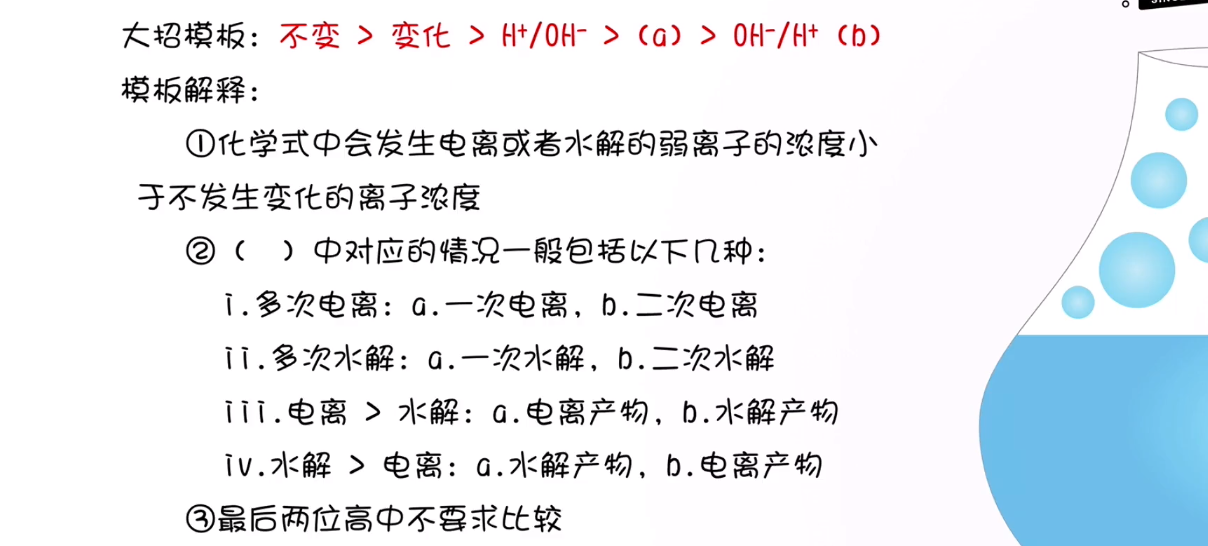 大招模板：不变 > 变化 > H⁺/OH⁻ >（a）> OH⁻/H⁺（b）
模板解释：
①化学式中会发生电离或者水解的弱离子的浓度小
于不发生变化的离子浓度
②（ ）中对应的情况一般包括以下几种：
i.多次电离：a.一次电离，b.二次电离
ii.多次水解：a.一次水解，b.二次水解
iii.电离 > 水解：a.电离产物，b.水解产物
iv.水解 > 电离：a.水解产物，b.电离产物
③最后两位高中不要求比较